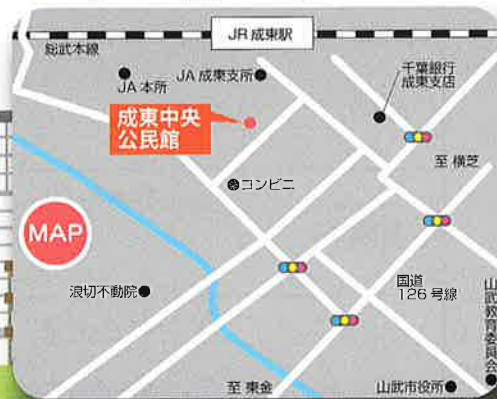 JR 成東駅
総武本線
JA 本所
JA 成東支所
千葉銀行
成東支店
成東中央
公民館
至 横芝
コンビニ
MAP
浪切不動院
国道
126 号線
山武教育委員会
至 東金
山武市役所